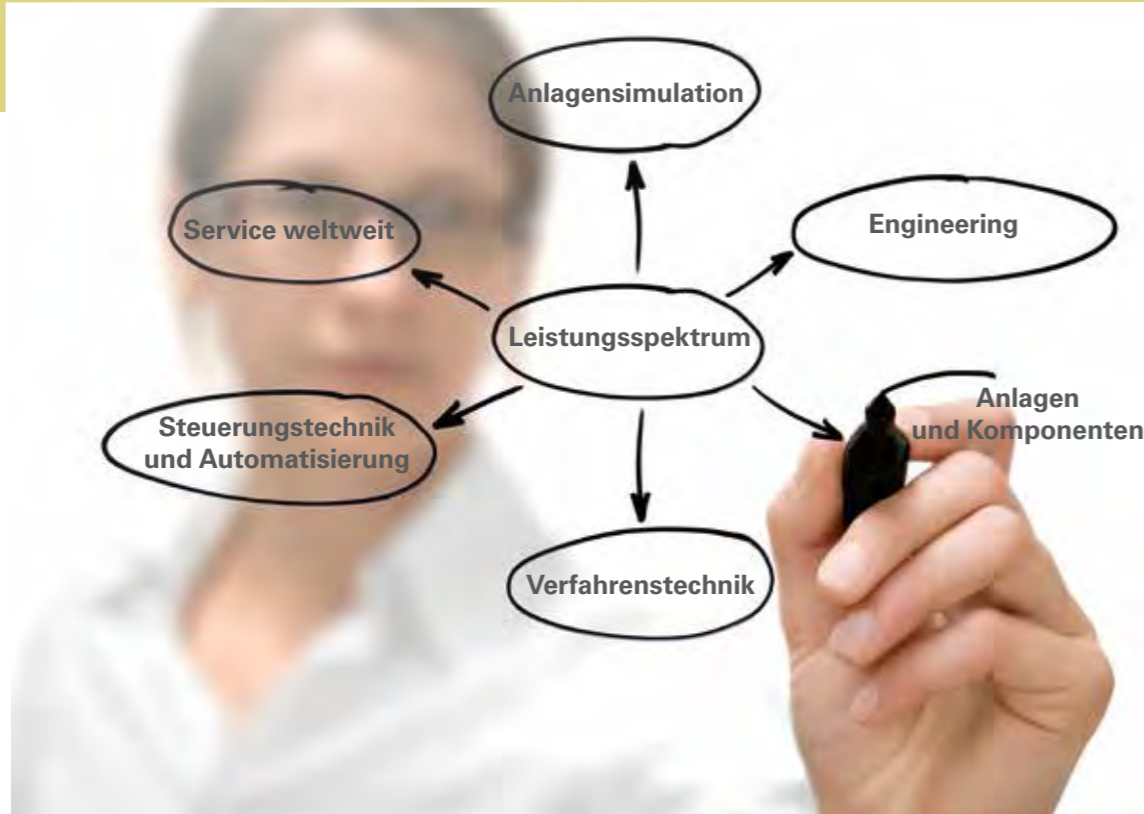 Anlagensimulation
Service weltweit
Engineering
Leistungsspektrum
Anlagen
und Komponenten
Steuerungstechnik
und Automatisierung
Verfahrenstechnik